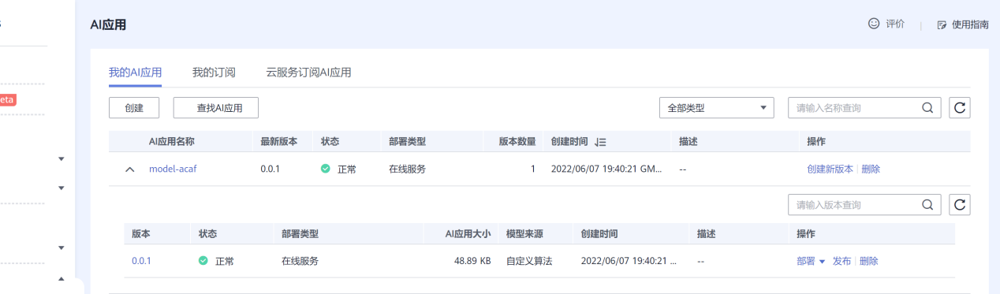 AI应用
评价 | 使用指南
我的AI应用 我的订阅 云服务订阅AI应用
创建 查找AI应用 全部类型 请输入名称查询
eta
AI应用名称 最新版本 状态 部署类型 版本数量 创建时间 描述 操作
model-acaf 0.0.1 正常 在线服务 1 2022/06/07 19:40:21 GM... -- 创建新版本 | 删除
请输入版本查询
版本 状态 部署类型 AI应用大小 模型来源 创建时间 描述 操作
0.0.1 正常 在线服务 48.89 KB 自定义算法 2022/06/07 19:40:21 ... -- 部署 发布 | 删除